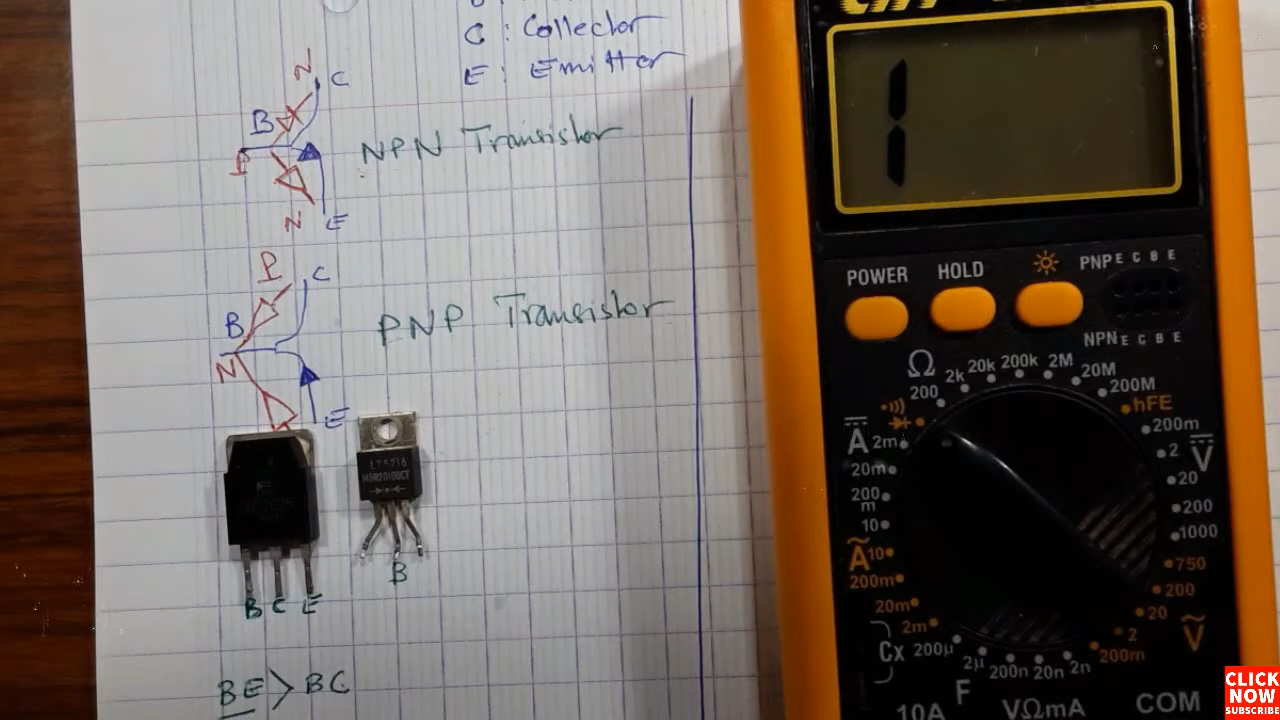 C : Collector
E : Emitter
N C
B
P
NPN Transistor
N E
P C
B
PNP Transistor
N
E
B C E
B
BE > BC
1
POWER HOLD
PNP E C B E
NPN E C B E
Ω
200 2k 20k 200k 2M 20M 200M
hFE
A
2m
20m
200m
10
A
10
200m
20m
2m
Cx
200µ
2µ 200n 20n 2n
F
200m
2
20
200
1000
V
750
200
20
2
200m
V
10A VΩmA COM
CLICK
NOW
SUBSCRIBE